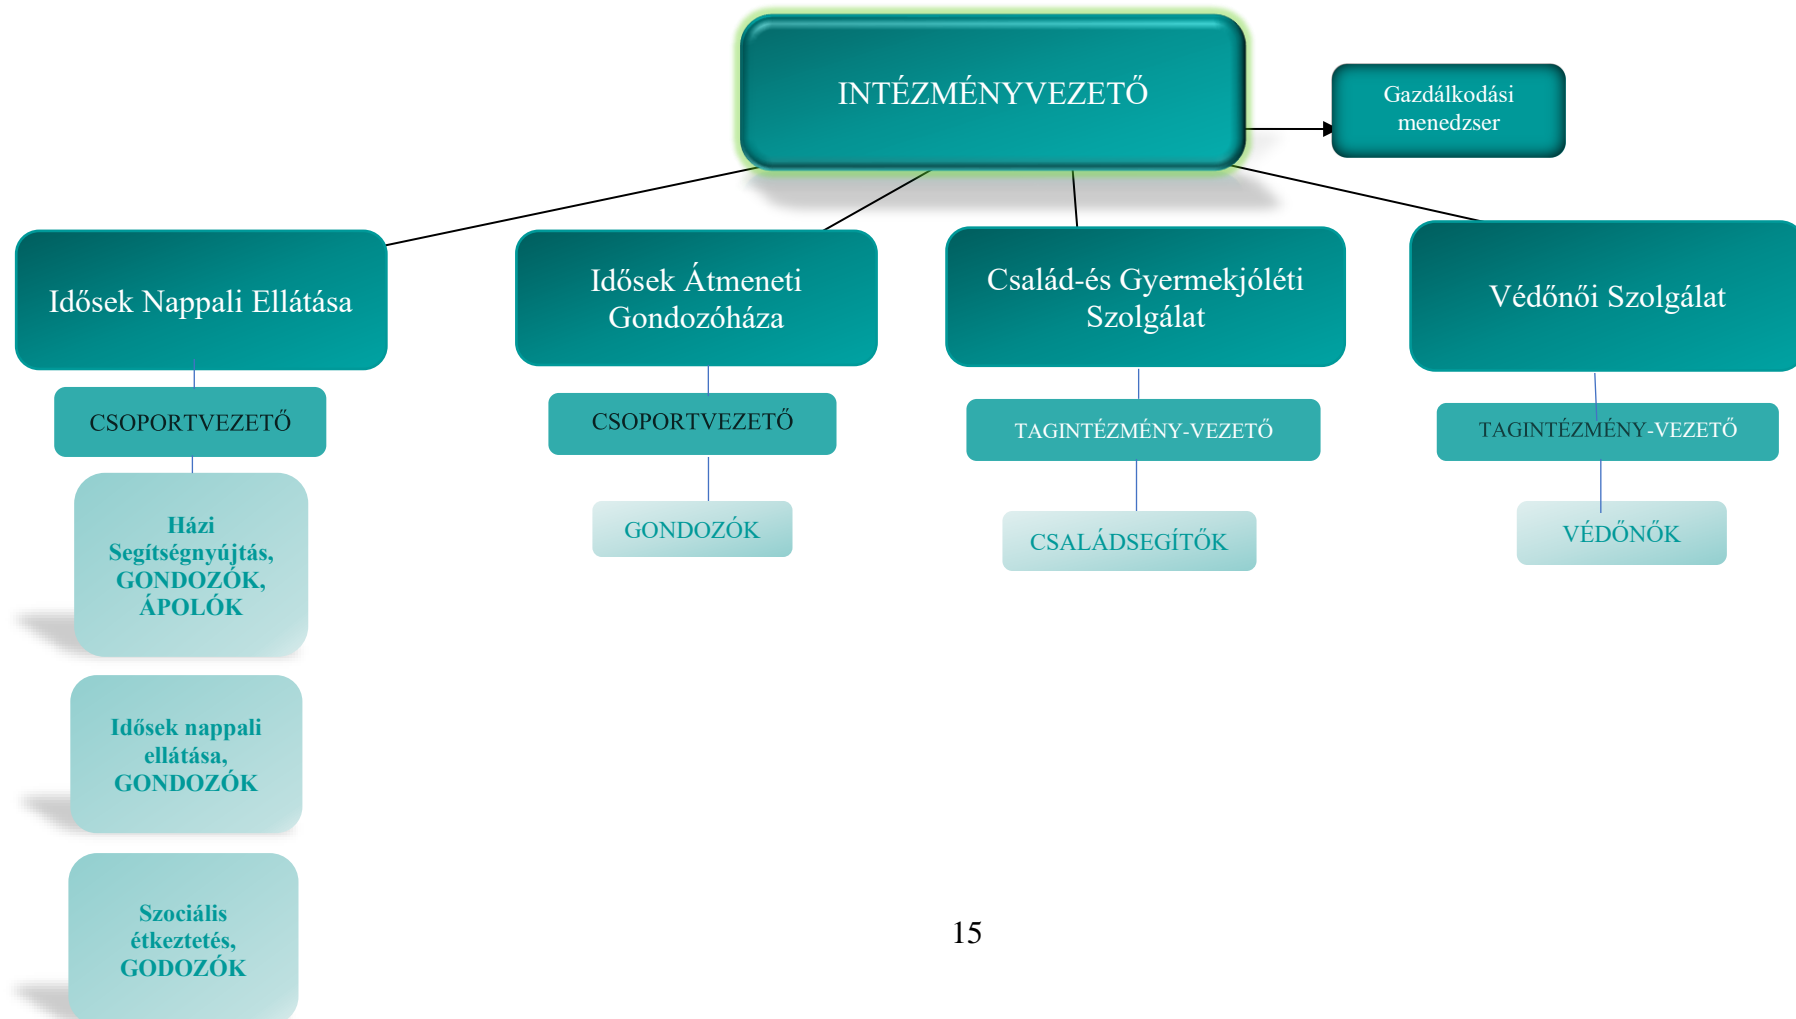 INTÉZMÉNYVEZETŐ
Gazdálkodási
menedzser
Idősek Nappali Ellátása
Idősek Átmeneti
Gondozóháza
Család-és Gyermekjóléti
Szolgálat
Védőnői Szolgálat
CSOPORTVEZETŐ
CSOPORTVEZETŐ
TAGINTÉZMÉNY-VEZETŐ
TAGINTÉZMÉNY-VEZETŐ
Házi
Segítségnyújtás,
GONDOZÓK,
ÁPOLÓK
GONDOZÓK
CSALÁDSEGÍTŐK
VÉDŐNŐK
Idősek nappali
ellátása,
GONDOZÓK
Szociális
étkeztetés,
GODOZÓK
15